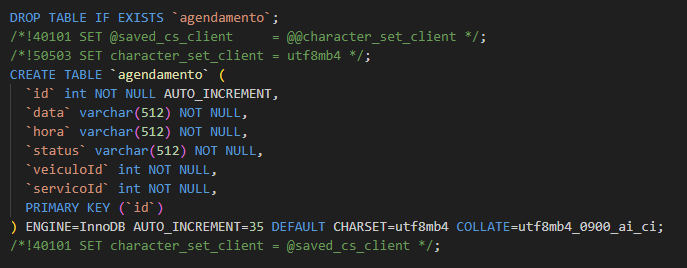 DROP TABLE IF EXISTS `agendamento`;
/*!40101 SET @saved_cs_client     = @@character_set_client */;
/*!50503 SET character_set_client = utf8mb4 */;
CREATE TABLE `agendamento` (
  `id` int NOT NULL AUTO_INCREMENT,
  `data` varchar(512) NOT NULL,
  `hora` varchar(512) NOT NULL,
  `status` varchar(512) NOT NULL,
  `veiculoId` int NOT NULL,
  `servicoId` int NOT NULL,
  PRIMARY KEY (`id`)
) ENGINE=InnoDB AUTO_INCREMENT=35 DEFAULT CHARSET=utf8mb4 COLLATE=utf8mb4_0900_ai_ci;
/*!40101 SET character_set_client = @saved_cs_client */;